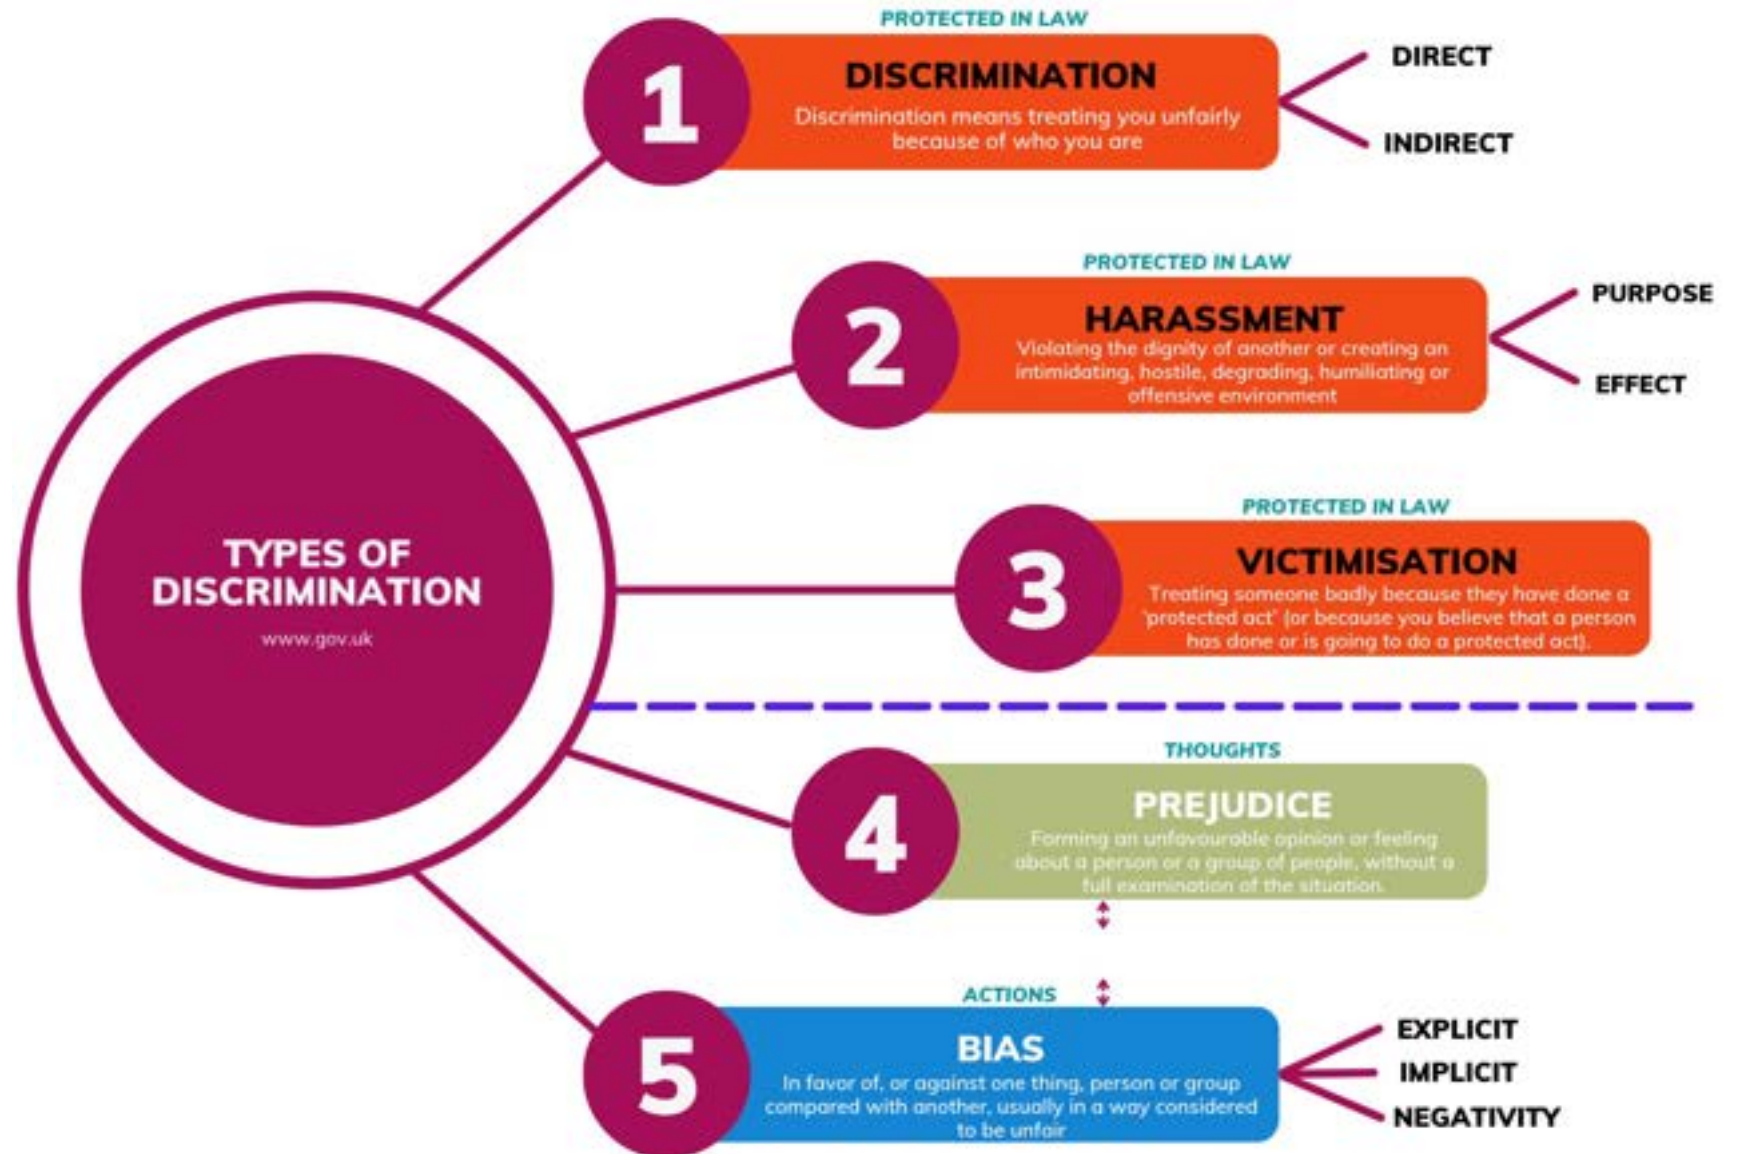 TYPES OF
DISCRIMINATION
www.gov.uk
1
PROTECTED IN LAW
DISCRIMINATION
Discrimination means treating you unfairly
because of who you are
DIRECT
INDIRECT
2
PROTECTED IN LAW
HARASSMENT
Violating the dignity of another or creating an
intimidating, hostile, degrading, humiliating or
offensive environment
PURPOSE
EFFECT
3
PROTECTED IN LAW
VICTIMISATION
Treating someone badly because they have done a
'protected act' (or because you believe that a person
has done or is going to do a protected act).
4
THOUGHTS
PREJUDICE
Forming an unfavourable opinion or feeling
about a person or a group of people, without a
full examination of the situation.
5
ACTIONS
BIAS
In favor of, or against one thing, person or group
compared with another, usually in a way considered
to be unfair
EXPLICIT
IMPLICIT
NEGATIVITY